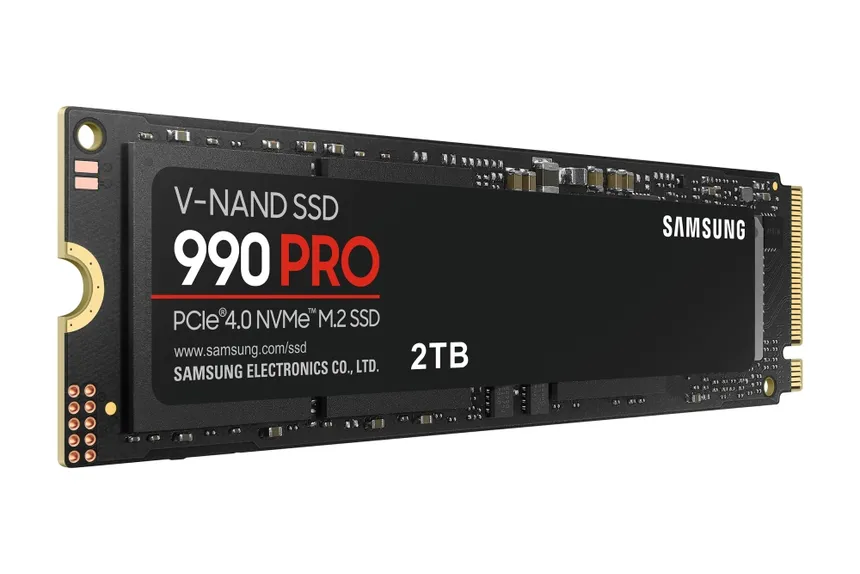 V-NAND SSD
990 PRO
PCIe®4.0 NVMe™ M.2 SSD
www.samsung.com/ssd
SAMSUNG ELECTRONICS CO., LTD.
2TB
SAMSUNG